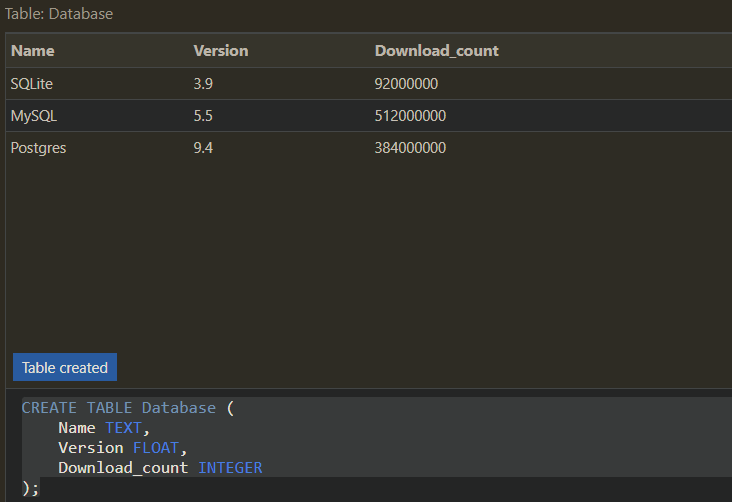 Table: Database
Name Version Download_count
SQLite 3.9 92000000
MySQL 5.5 512000000
Postgres 9.4 384000000
Table created
CREATE TABLE Database (
    Name TEXT,
    Version FLOAT,
    Download_count INTEGER
);